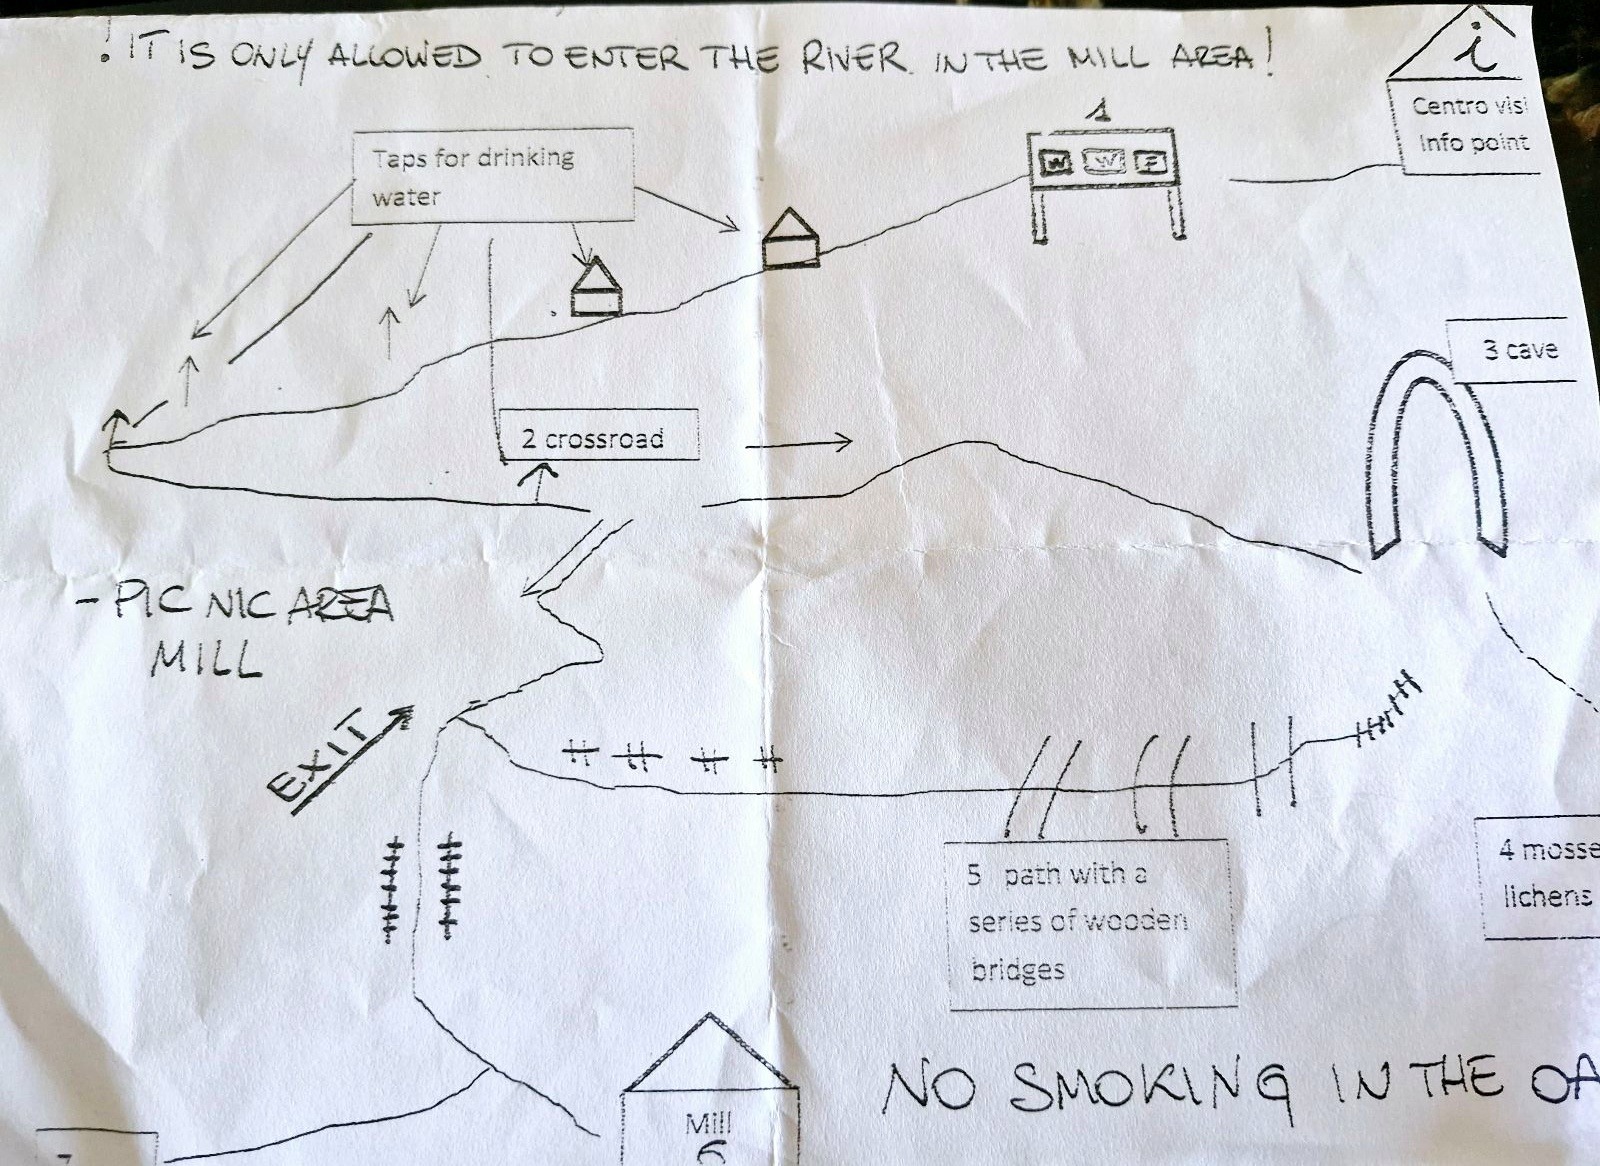 ! IT IS ONLY ALLOWED TO ENTER THE RIVER IN THE MILL AREA!
i
Centro visi
Info point
1
W W F
Taps for drinking
water
3 cave
2 crossroad
- PIC NIC AREA
MILL
EXIT
4 mosse
lichens
5 path with a
series of wooden
bridges
NO SMOKING IN THE OA
Mill
6
7